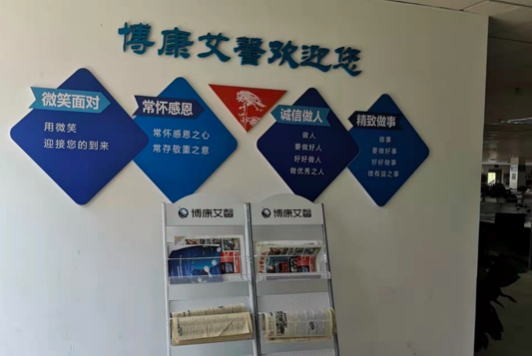 博康艾馨欢迎您
微笑面对
用微笑
迎接您的到来
常怀感恩
常怀感恩之心
常存敬重之意
诚信做人
做人
要做好人
好好做人
做优秀之人
精致做事
做事
要做好事
好好做事
做有益之事
博康艾馨
博康艾馨